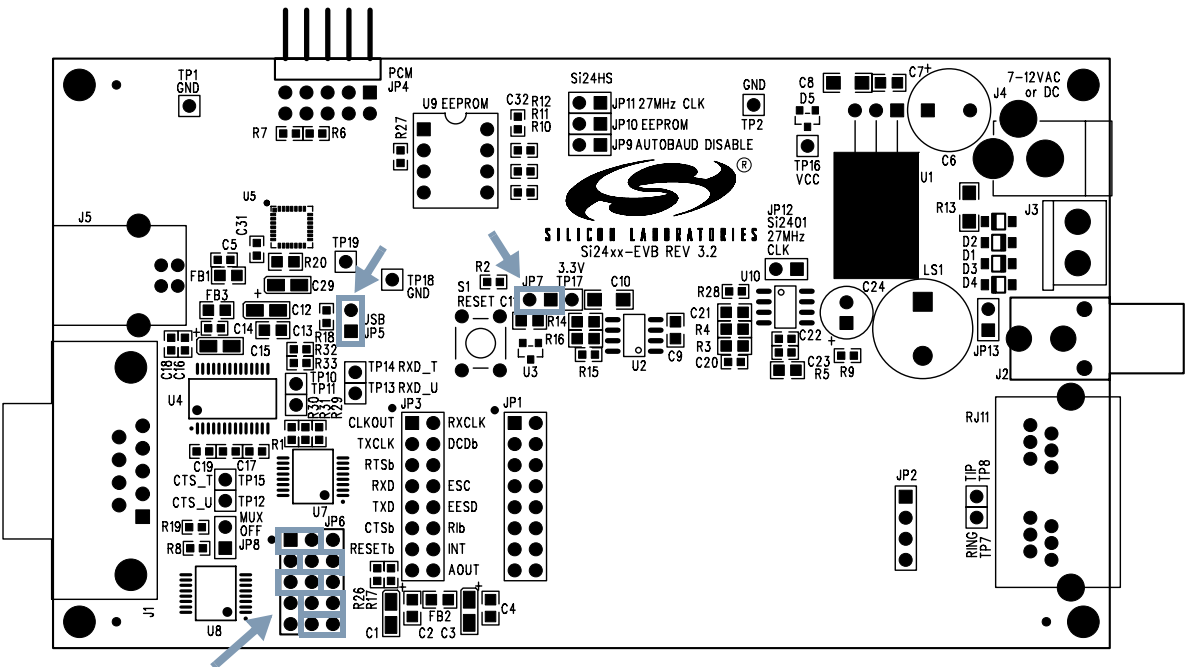 TP1
GND
PCM
JP4
R7
R6
R27
U9 EEPROM
C32
R12
R11
R10
Si24HS
JP11 27MHz CLK
JP10 EEPROM
JP9 AUTOBAUD DISABLE
GND
TP2
C8
C7
+
D5
TP16
VCC
C6
7-12VAC
or DC
J4
U1
R13
J3
D2
D1
D3
D4
®
SILICON LABORATORIES
Si24xx-EVB REV 3.2
JP12
Si2401
27MHz
CLK
U10
J5
U5
C31
C5
FB1
R20
TP19
TP18
GND
C29
FB3
+
C12
C14
C13
R18
USB
JP5
+
C15
C18
C16
R32
R33
S1
RESET
R2
JP7
3.3V
TP17
C10
R14
R16
R15
U3
U2
C9
R28
C21
R4
R3
C20
C22
C23
R5
R9
+
C24
LS1
JP13
J2
TP14 RXD_T
TP13 RXD_U
TP10
TP11
U4
R30
R31
R29
R1
C19
C17
CTS_T
TP15
CTS_U
TP12
MUX
OFF
JP8
R19
R8
U7
JP6
JP3
JP1
CLKOUT
RXCLK
TXCLK
DCDb
RTSb
RXD
ESC
TXD
EESD
CTSb
RIb
RESETb
INT
AOUT
R26
R17
+
+
C1
C2
FB2
C3
C4
JP2
RJ11
TIP
TP8
RING
TP7
J1
U8